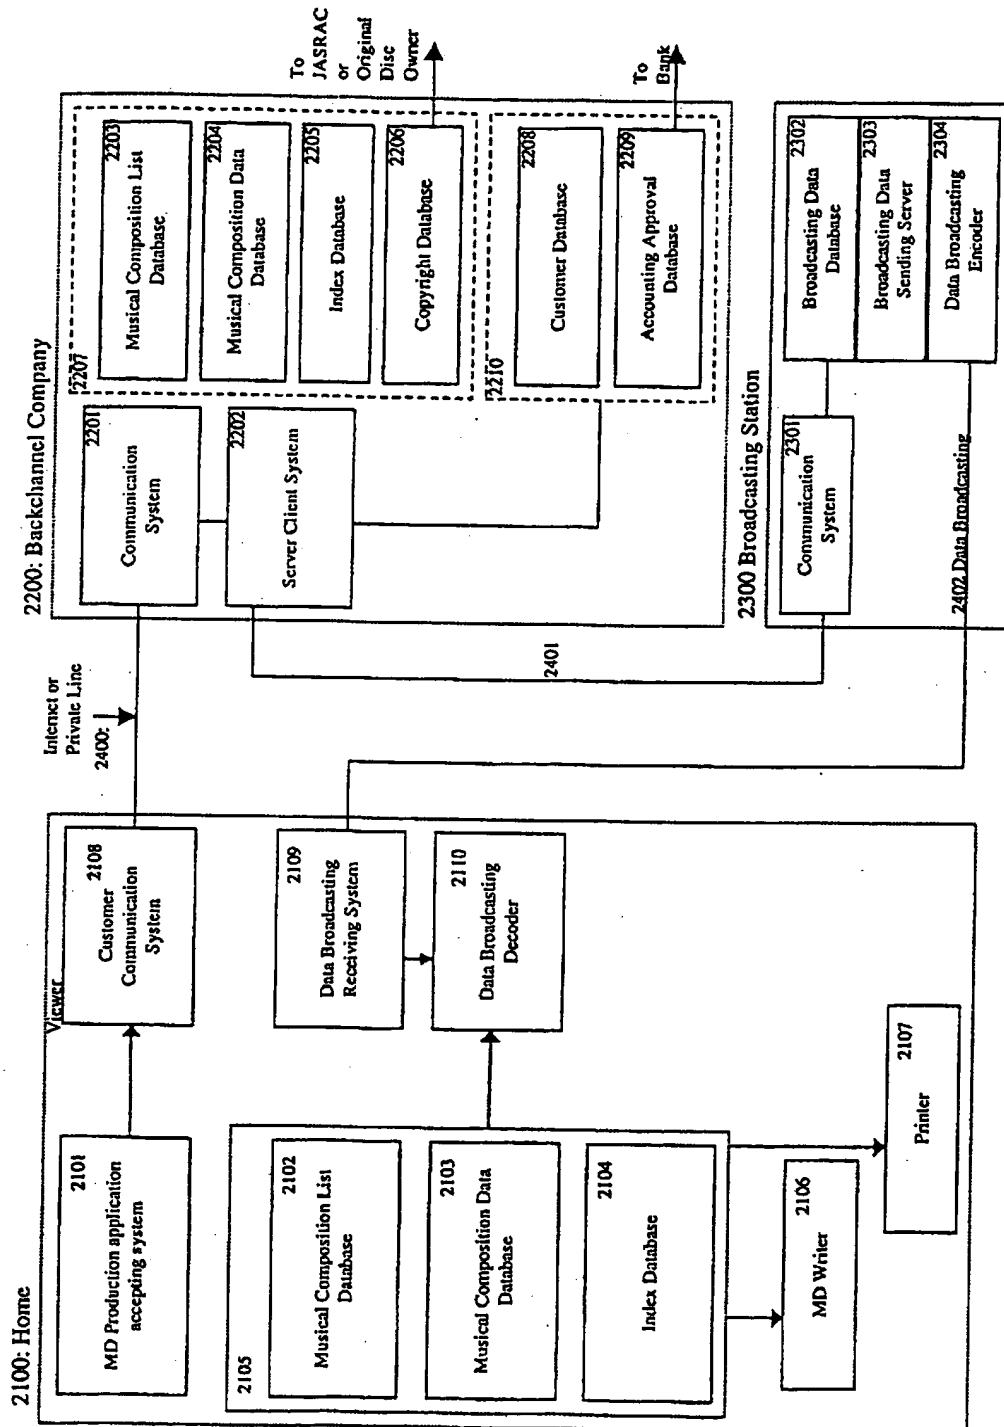 2100: Home
Viewer
2101
MD Production application
accepting system
2108
Customer
Communication
System
2105
2102
Musical Composition List
Database
2103
Musical Composition Data
Database
2104
Index Database
2109
Data Broadcasting
Receiving System
2110
Data Broadcasting
Decoder
2106
MD Writer
2107
Printer
Internet or
Private Line
2400:
2401
2402 Data Broadcasting
2200: Backchannel Company
2201
Communication
System
2202
Server Client System
2207
2203
Musical Composition List
Database
2204
Musical Composition Data
Database
2205
Index Database
2206
Copyright Database
To
JASRAC
or
Original
Disc
Owner
2210
2208
Customer Database
2209
Accounting Approval
Database
To
Bank
2300 Broadcasting Station
2301
Communication
System
2302
Broadcasting Data
Database
2303
Broadcasting Data
Sending Server
2304
Data Broadcasting
Encoder